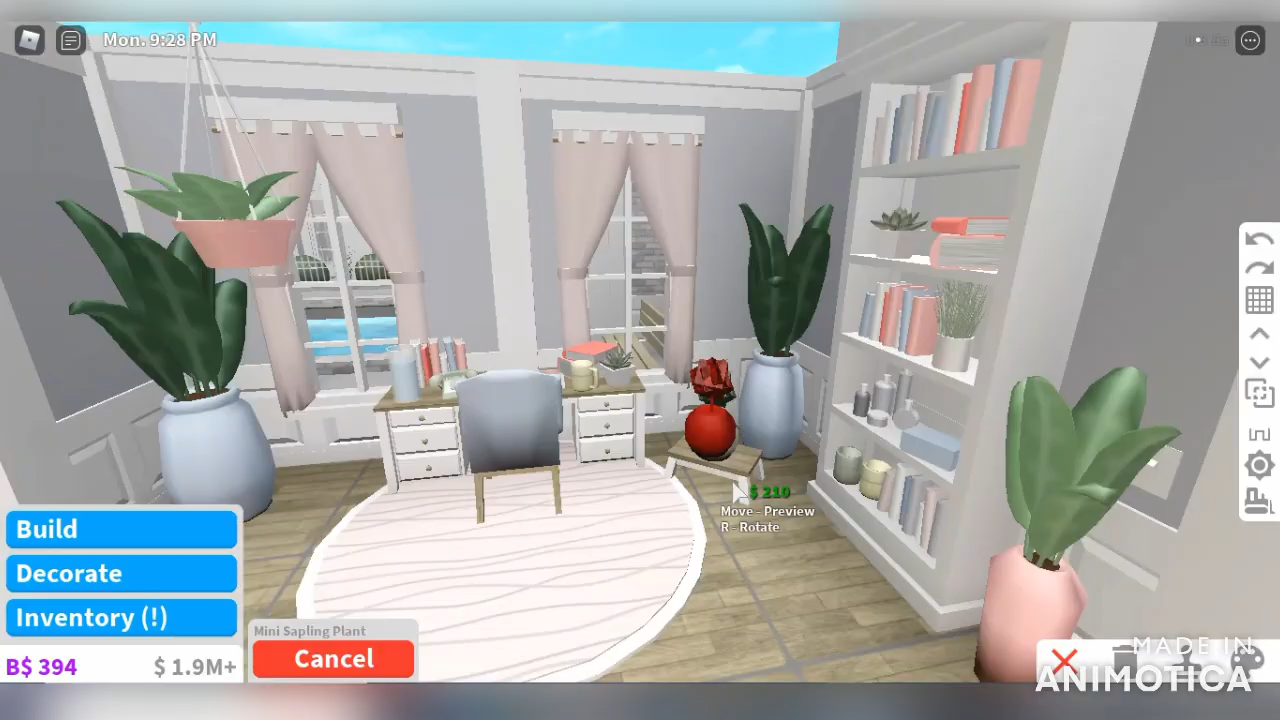 Mon. 9:28 PM
$ 210
Move - Preview
R - Rotate
Build
Decorate
Inventory (!)
Mini Sapling Plant
Cancel
B$ 394
$ 1.9M+
MADE IN
ANIMOTICA